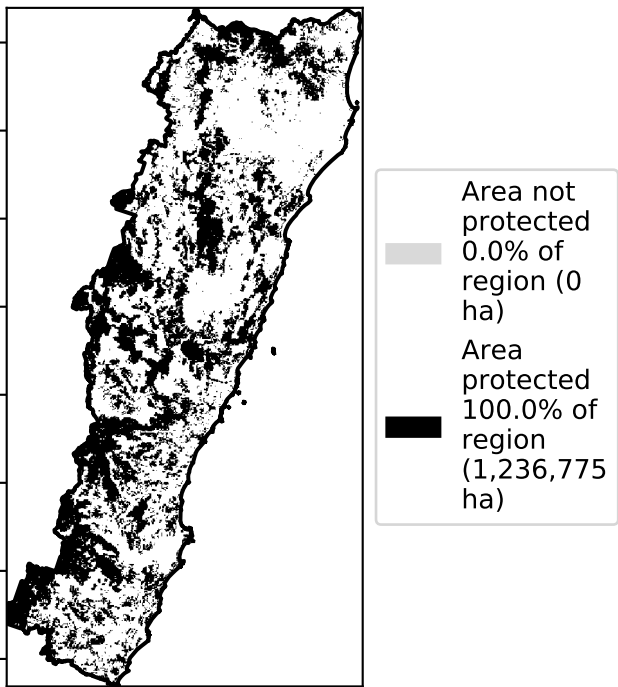 Area not
protected
0.0% of
region (0
ha)
Area
protected
100.0% of
region
(1,236,775
ha)